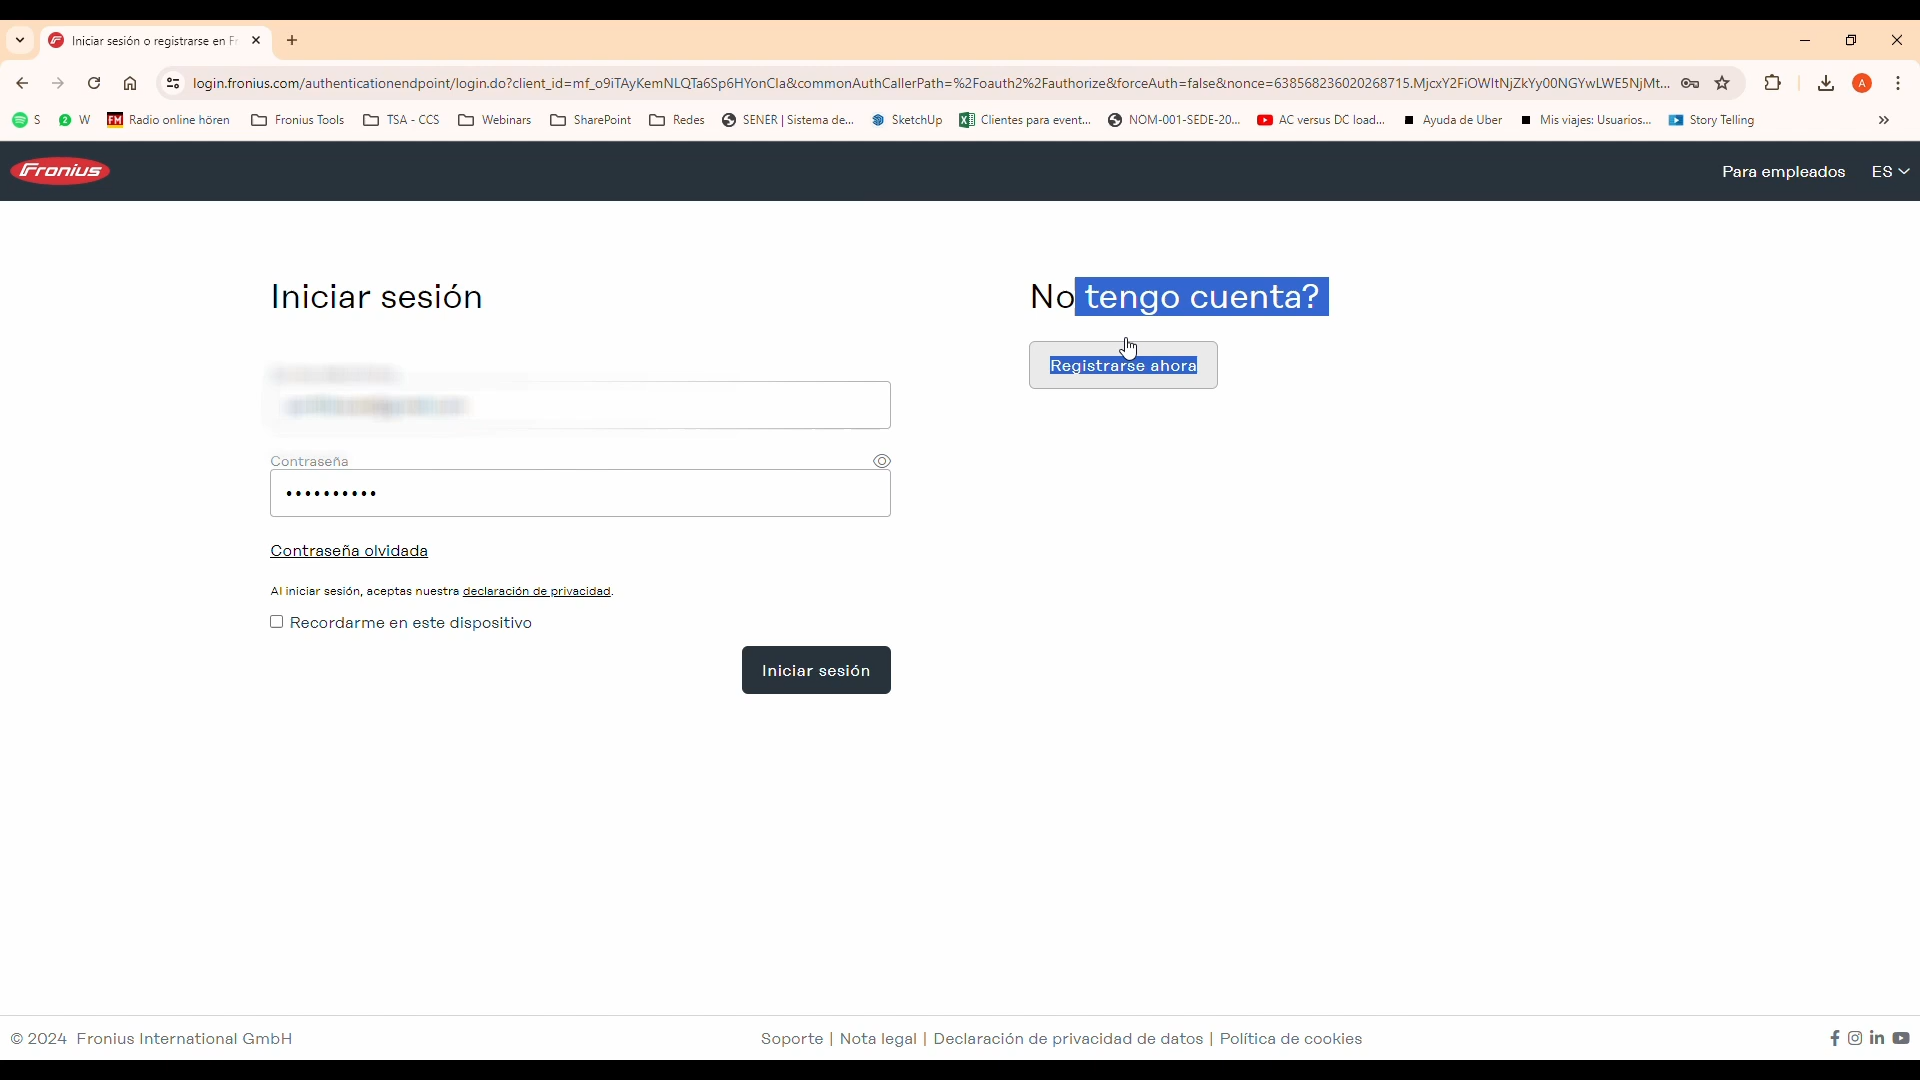 Iniciar sesión o registrarse en F
login.fronius.com/authenticationendpoint/login.do?client_id=mf_o9iTAyKemNLQTa6Sp6HYonCla&commonAuthCallerPath=%2Foauth2%2Fauthorize&forceAuth=false&nonce=638568236020268715.MjcxY2FiOWItNjZkYy00NGYwLWE5NjMt...
A
S W Radio online hören Fronius Tools TSA - CCS Webinars SharePoint Redes SENER | Sistema de... SketchUp Clientes para event... NOM-001-SEDE-20... AC versus DC load... Ayuda de Uber Mis viajes: Usuarios... Story Telling
Fronius
Para empleados ES
Iniciar sesión
No tengo cuenta?
Registrarse ahora
Contraseña
Contraseña olvidada
Al iniciar sesión, aceptas nuestra declaración de privacidad.
Recordarme en este dispositivo
Iniciar sesión
© 2024 Fronius International GmbH
Soporte | Nota legal | Declaración de privacidad de datos | Política de cookies